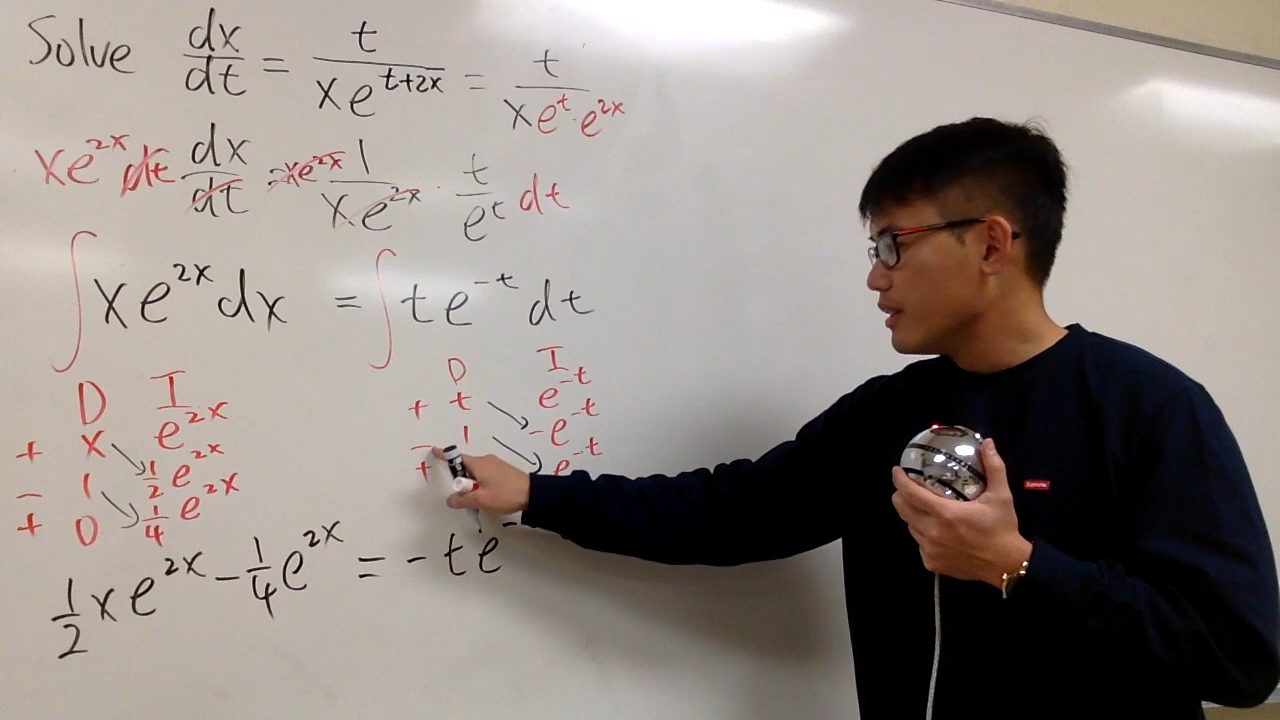 Solve dx/dt = t/(xe^(t+2x)) = t/(xe^t·e^(2x))
xe^(2x) dt dx/dt = xe^(2x) 1/(x·e^(2x)) · t/e^t dt
∫xe^(2x)dx = ∫te^(-t)dt
D I D I
+ x e^(2x) + t e^(-t)
- 1 1/2 e^(2x) - 1 -e^(-t)
+ 0 1/4 e^(2x) + e^(-t)
1/2 xe^(2x) - 1/4 e^(2x) = -te^-
Supreme